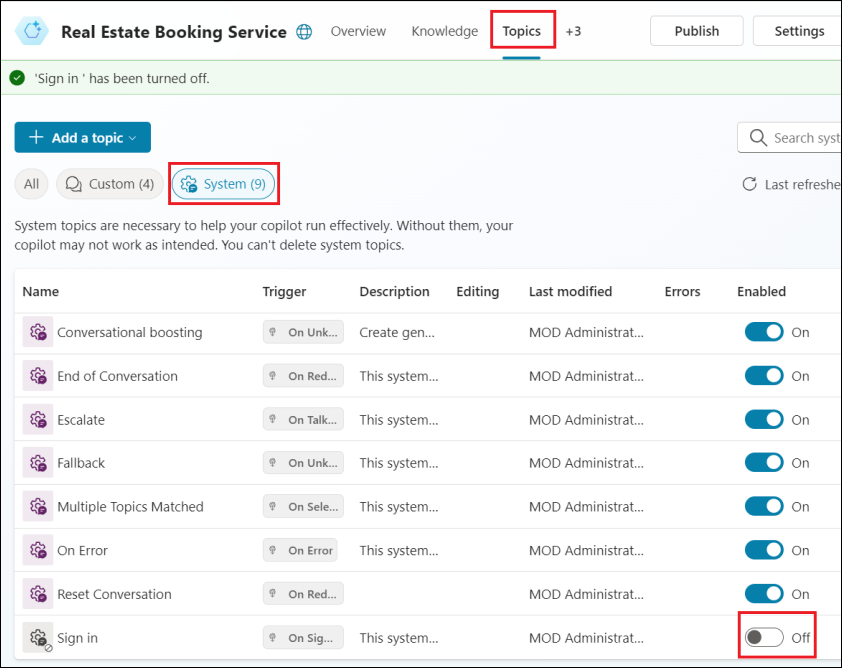 Real Estate Booking Service Overview Knowledge Topics +3 Publish Settings
'Sign in ' has been turned off.
Add a topic Search syst
All Custom (4) System (9) Last refreshe
System topics are necessary to help your copilot run effectively. Without them, your
copilot may not work as intended. You can't delete system topics.
Name Trigger Description Editing Last modified Errors Enabled
Conversational boosting On Unk... Create gen... MOD Administrat... On
End of Conversation On Red... This system... MOD Administrat... On
Escalate On Talk... This system... MOD Administrat... On
Fallback On Unk... This system... MOD Administrat... On
Multiple Topics Matched On Sele... This system... MOD Administrat... On
On Error On Error This system... MOD Administrat... On
Reset Conversation On Red... MOD Administrat... On
Sign in On Sig... This system... MOD Administrat... Off